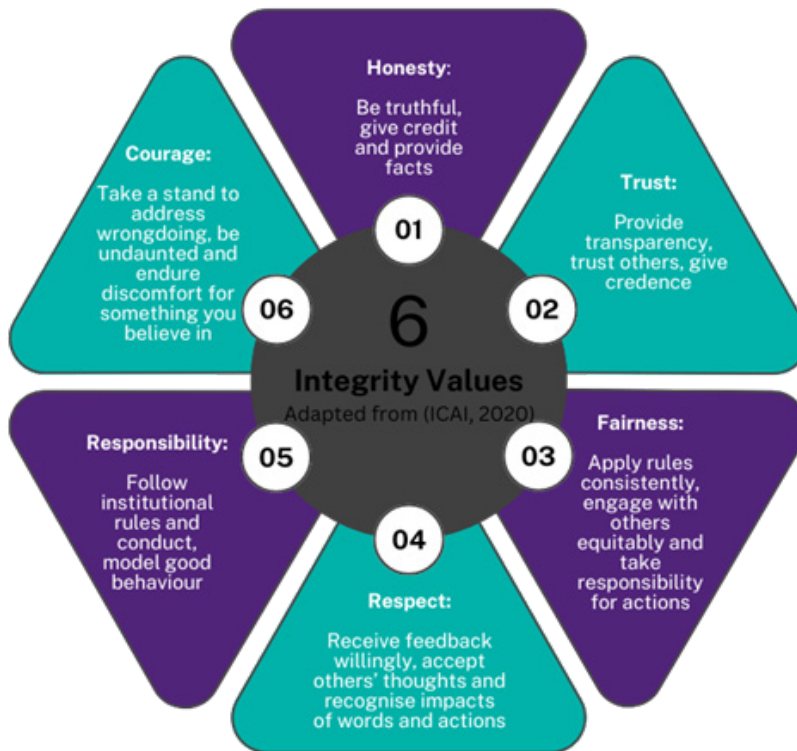 Honesty:
Be truthful,
give credit
and provide
facts
01
Trust:
Provide
transparency,
trust others, give
credence
02
Fairness:
Apply rules
consistently,
engage with
others
equitably and
take
responsibility
for actions
03
Respect:
Receive feedback
willingly, accept
others’ thoughts and
recognise impacts
of words and actions
04
Responsibility:
Follow
institutional
rules and
conduct,
model good
behaviour
05
Courage:
Take a stand to
address
wrongdoing, be
undaunted and
endure
discomfort for
something you
believe in
06
6
Integrity Values
Adapted from (ICAI, 2020)